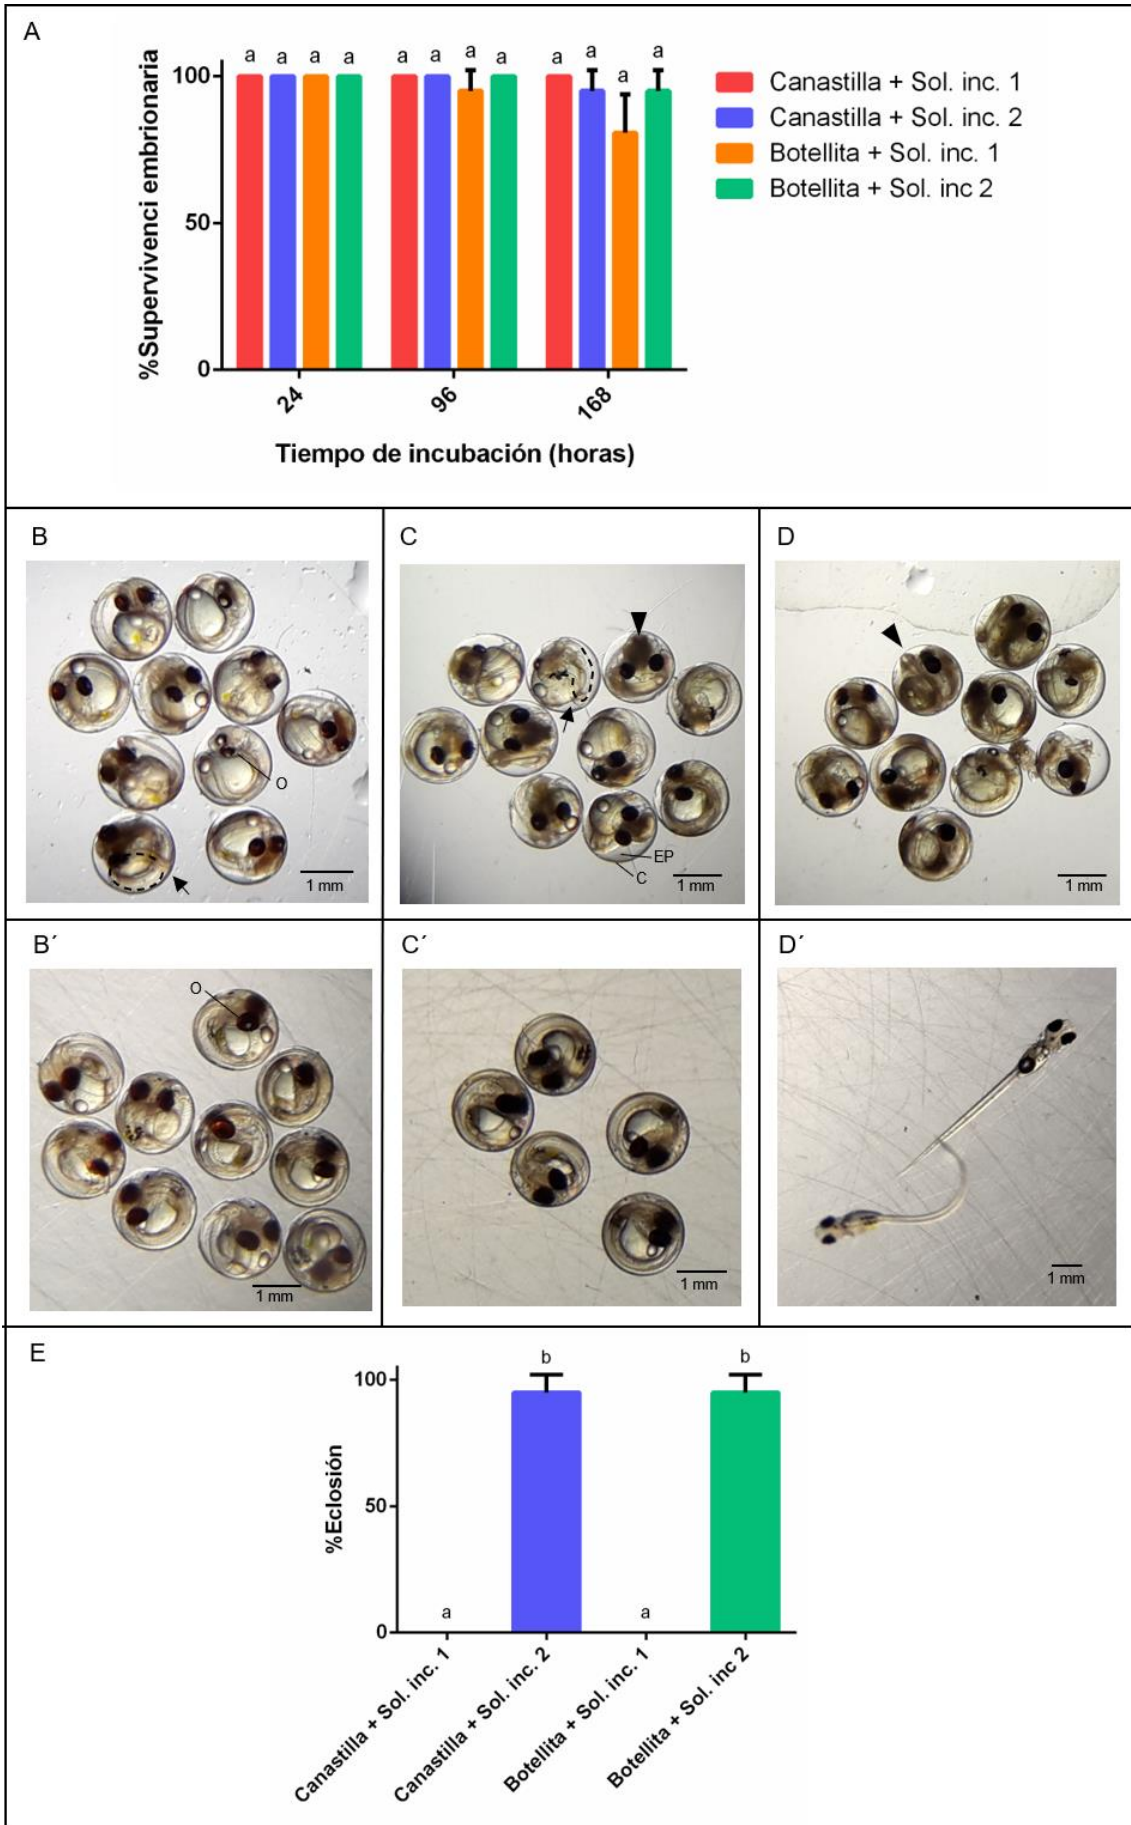 A
a a a a a a a a a a a a
%Supervivenci embrionaria
100
50
0
24 96 168
Tiempo de incubación (horas)
Canastilla + Sol. inc. 1
Canastilla + Sol. inc. 2
Botellita + Sol. inc. 1
Botellita + Sol. inc 2
B
O
1 mm
C
EP
C
1 mm
D
1 mm
B´
O
1 mm
C´
1 mm
D´
1 mm
E
%Eclosión
100
50
0
a b a b
Canastilla + Sol. inc. 1
Canastilla + Sol. inc. 2
Botellita + Sol. inc. 1
Botellita + Sol. inc 2